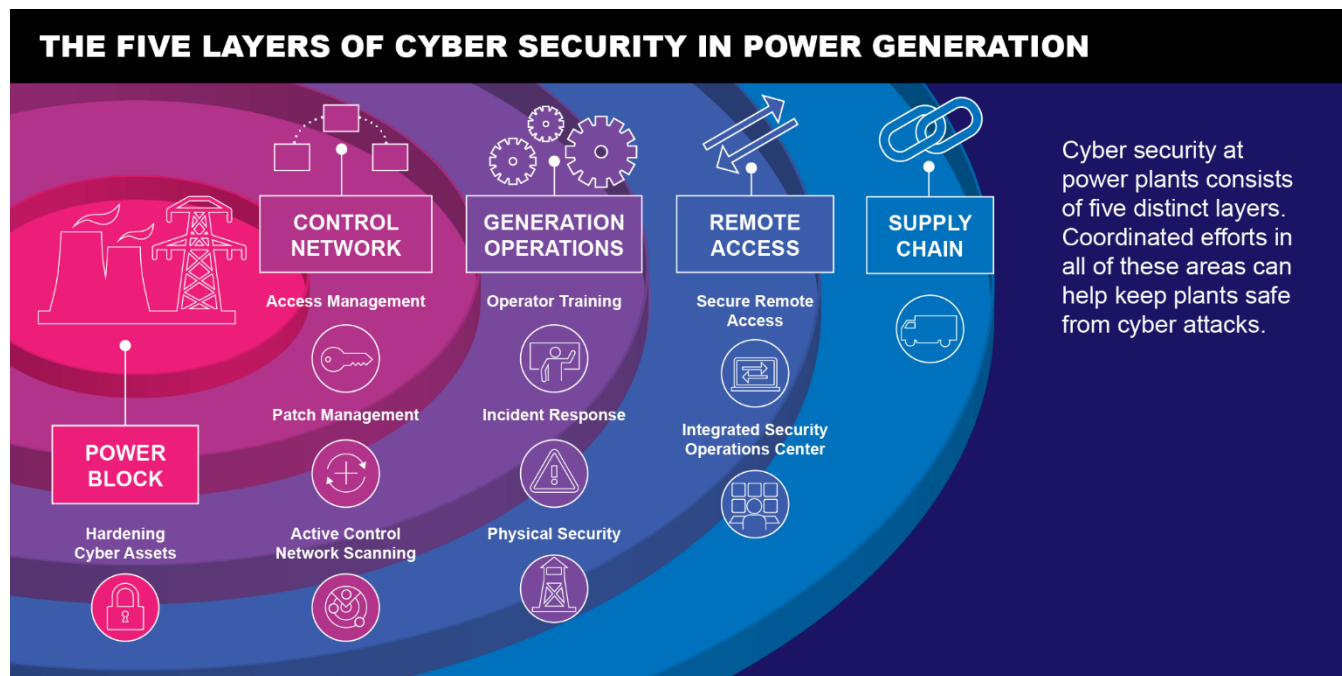 THE FIVE LAYERS OF CYBER SECURITY IN POWER GENERATION
POWER
BLOCK
Hardening
Cyber Assets
CONTROL
NETWORK
Access Management
Patch Management
Active Control
Network Scanning
GENERATION
OPERATIONS
Operator Training
Incident Response
Physical Security
REMOTE
ACCESS
Secure Remote
Access
Integrated Security
Operations Center
SUPPLY
CHAIN
Cyber security at
power plants consists
of five distinct layers.
Coordinated efforts in
all of these areas can
help keep plants safe
from cyber attacks.